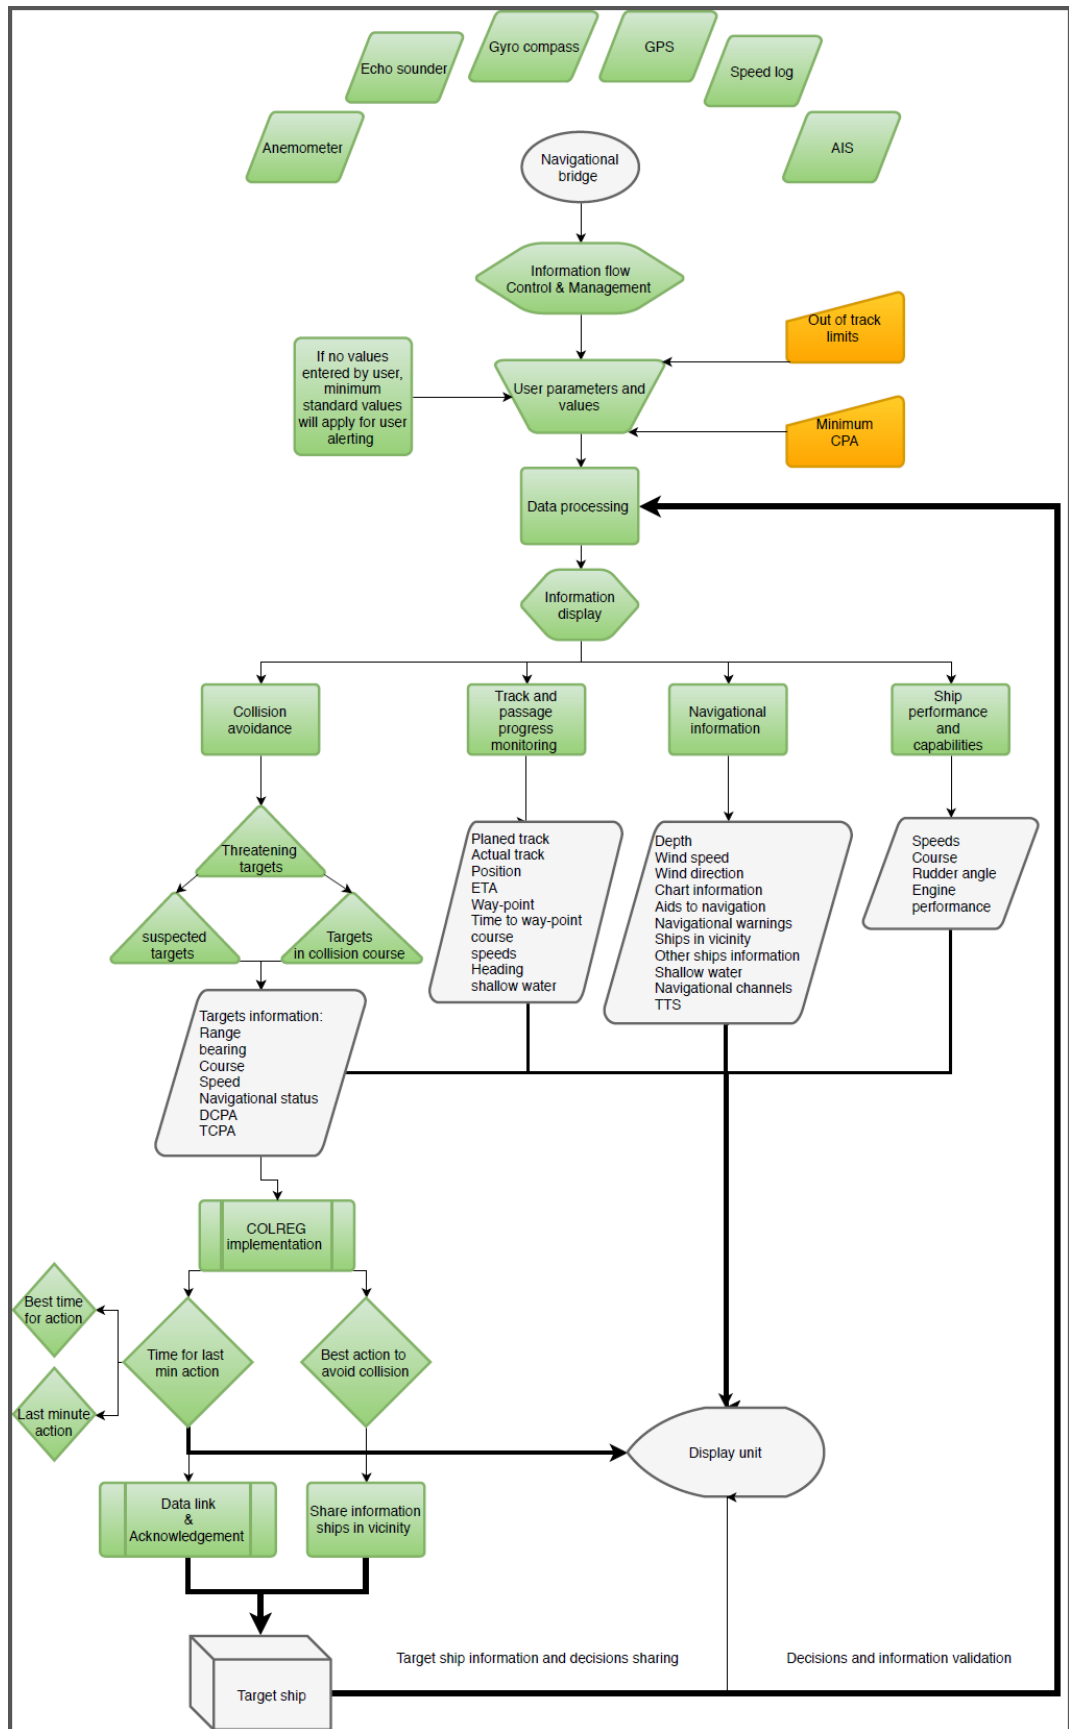 Gyro compass
GPS
Echo sounder
Speed log
Anemometer
AIS
Navigational
bridge
Information flow
Control & Management
Out of track
limits
If no values
entered by user,
minimum
standard values
will apply for user
alerting
User parameters and
values
Minimum
CPA
Data processing
Information
display
Collision
avoidance
Track and
passage
progress
monitoring
Navigational
information
Ship
performance
and
capabilities
Threatening
targets
suspected
targets
Targets
in collision course
Planed track
Actual track
Position
ETA
Way-point
Time to way-point
course
speeds
Heading
shallow water
Depth
Wind speed
Wind direction
Chart information
Aids to navigation
Navigational warnings
Ships in vicinity
Other ships information
Shallow water
Navigational channels
TTS
Speeds
Course
Rudder angle
Engine
performance
Targets information:
Range
bearing
Course
Speed
Navigational status
DCPA
TCPA
COLREG
implementation
Best time
for action
Time for last
min action
Best action to
avoid collision
Last minute
action
Display unit
Data link
&
Acknowledgement
Share information
ships in vicinity
Target ship information and decisions sharing
Decisions and information validation
Target ship